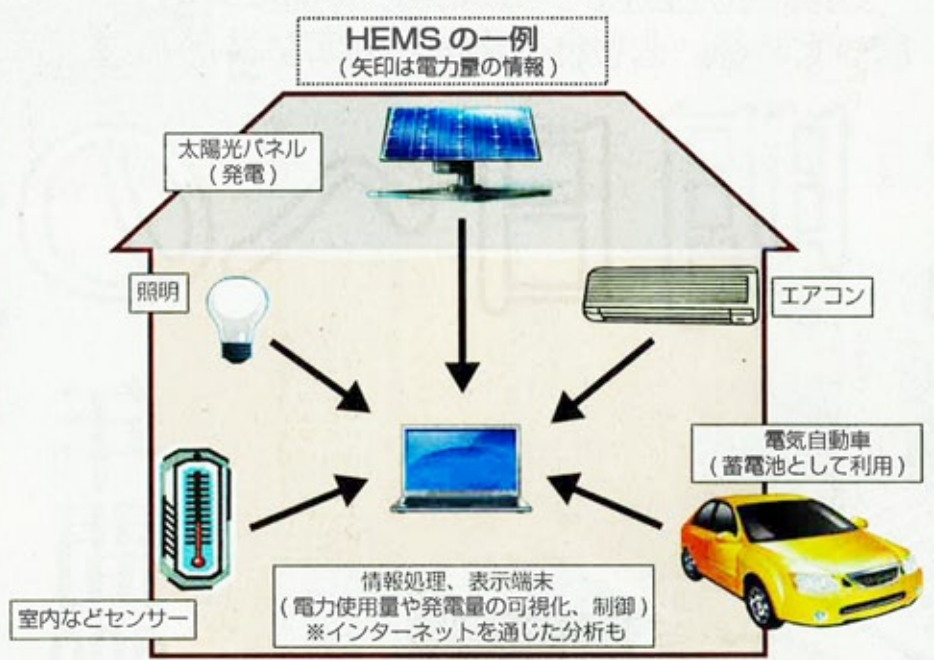 HEMSの一例
(矢印は電力量の情報)
太陽光パネル
(発電)
照明
エアコン
電気自動車
(蓄電池として利用)
室内などセンサー
情報処理、表示端末
(電力使用量や発電量の可視化、制御)
※インターネットを通じた分析も